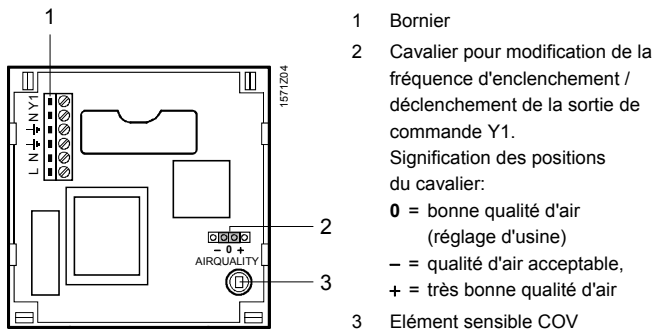 1
1571Z04
L N ⏚ ⏚ N Y1
2
– 0 +
AIRQUALITY
3
1 Bornier
2 Cavalier pour modification de la
fréquence d'enclenchement /
déclenchement de la sortie de
commande Y1.
Signification des positions
du cavalier:
0 = bonne qualité d'air
(réglage d'usine)
– = qualité d'air acceptable,
+ = très bonne qualité d'air
3 Elément sensible COV